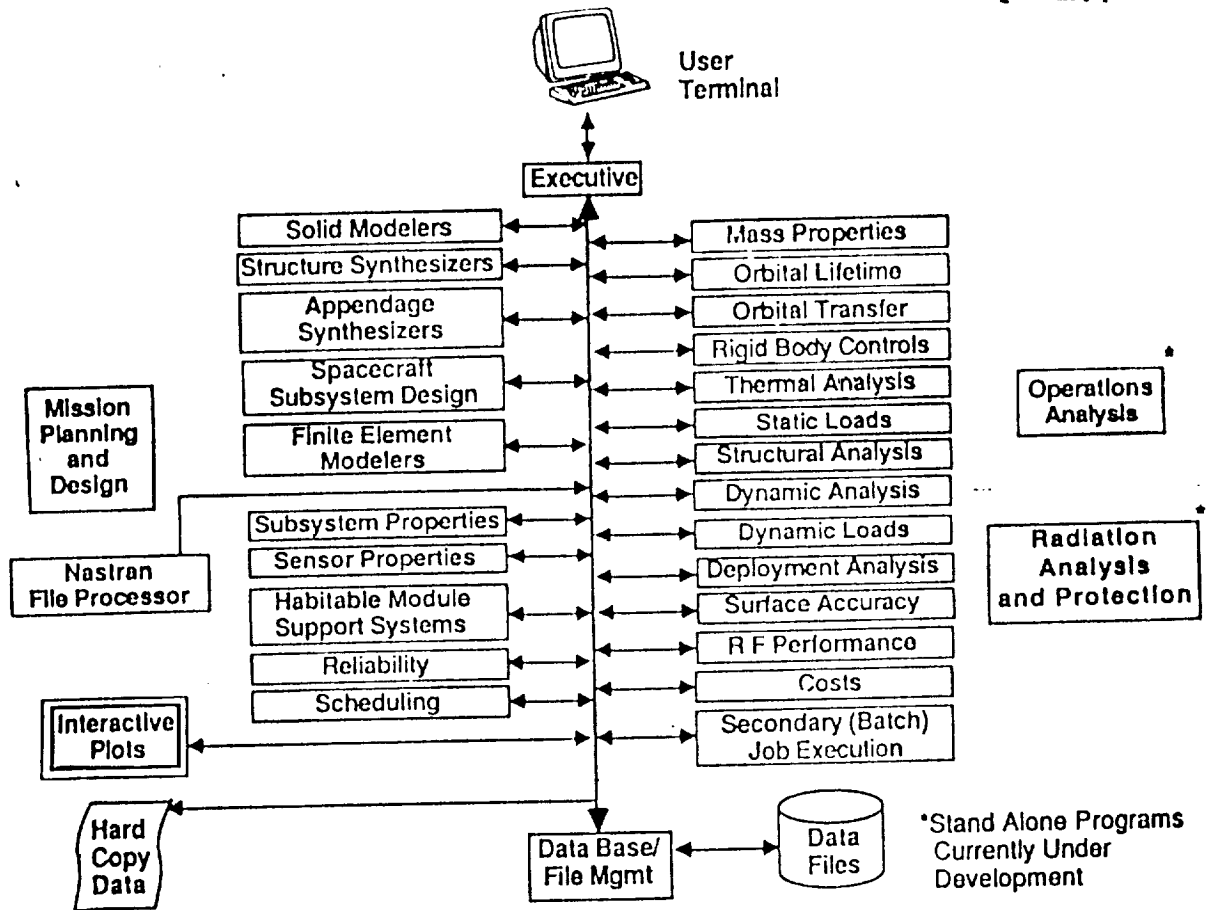 User
Terminal
Executive
Solid Modelers
Structure Synthesizers
Appendage
Synthesizers
Spacecraft
Subsystem Design
Finite Element
Modelers
Subsystem Properties
Sensor Properties
Habitable Module
Support Systems
Reliability
Scheduling
Mass Properties
Orbital Lifetime
Orbital Transfer
Rigid Body Controls
Thermal Analysis
Static Loads
Structural Analysis
Dynamic Analysis
Dynamic Loads
Deployment Analysis
Surface Accuracy
R F Performance
Costs
Secondary (Batch)
Job Execution
Mission
Planning
and
Design
Nastran
File Processor
Interactive
Plots
Hard
Copy
Data
*
Operations
Analysis
*
Radiation
Analysis
and Protection
Data Base/
File Mgmt
Data
Files
*Stand Alone Programs
Currently Under
Development